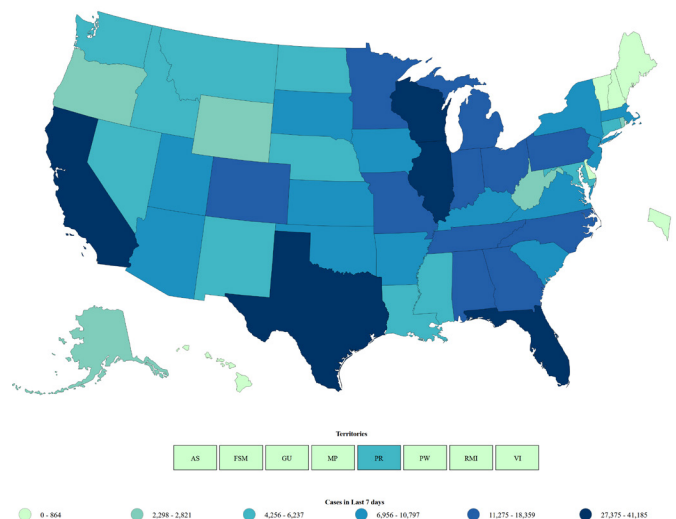 Territories
AS FSM GU MP PR PW RMI VI
Cases in Last 7 days
0 - 864 2,298 - 2,821 4,256 - 6,237 6,956 - 10,797 11,275 - 18,359 27,375 - 41,185